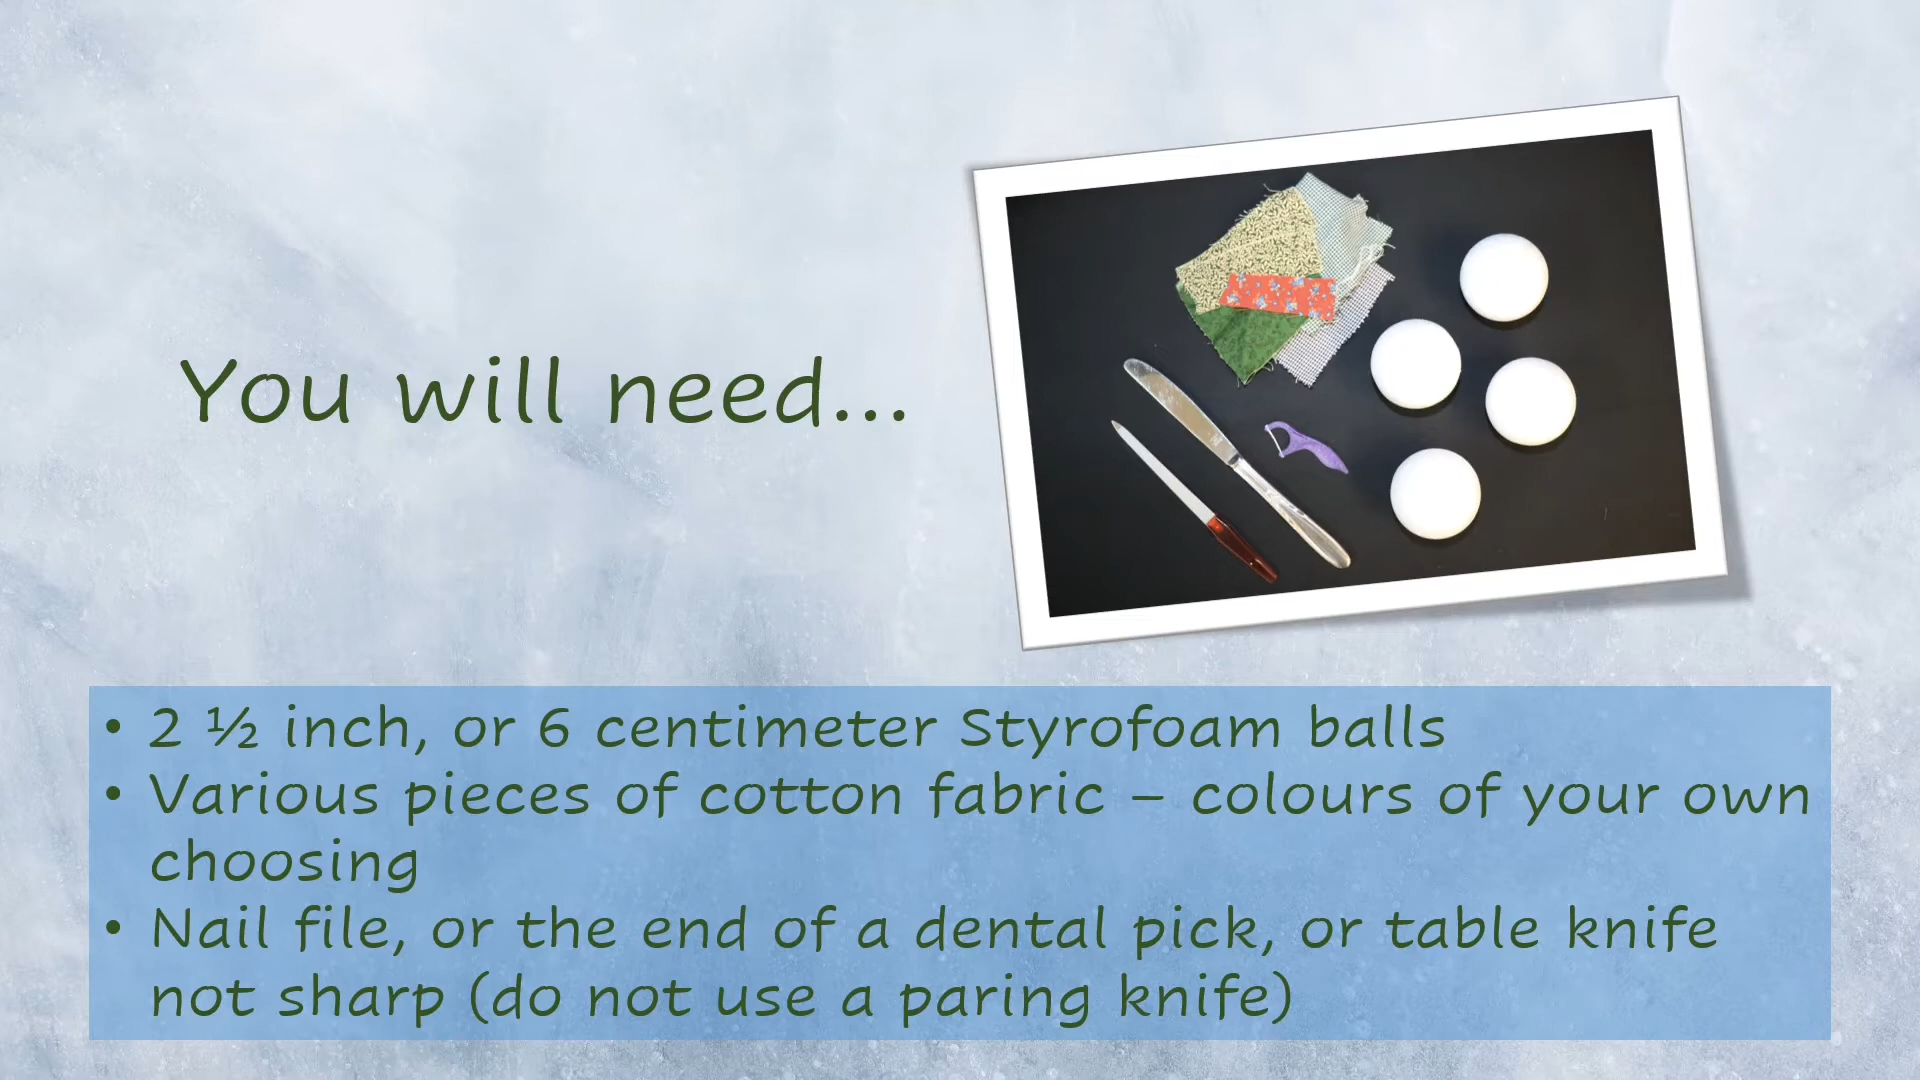 You will need...
• 2 ½ inch, or 6 centimeter Styrofoam balls
• Various pieces of cotton fabric – colours of your own
choosing
• Nail file, or the end of a dental pick, or table knife
not sharp (do not use a paring knife)